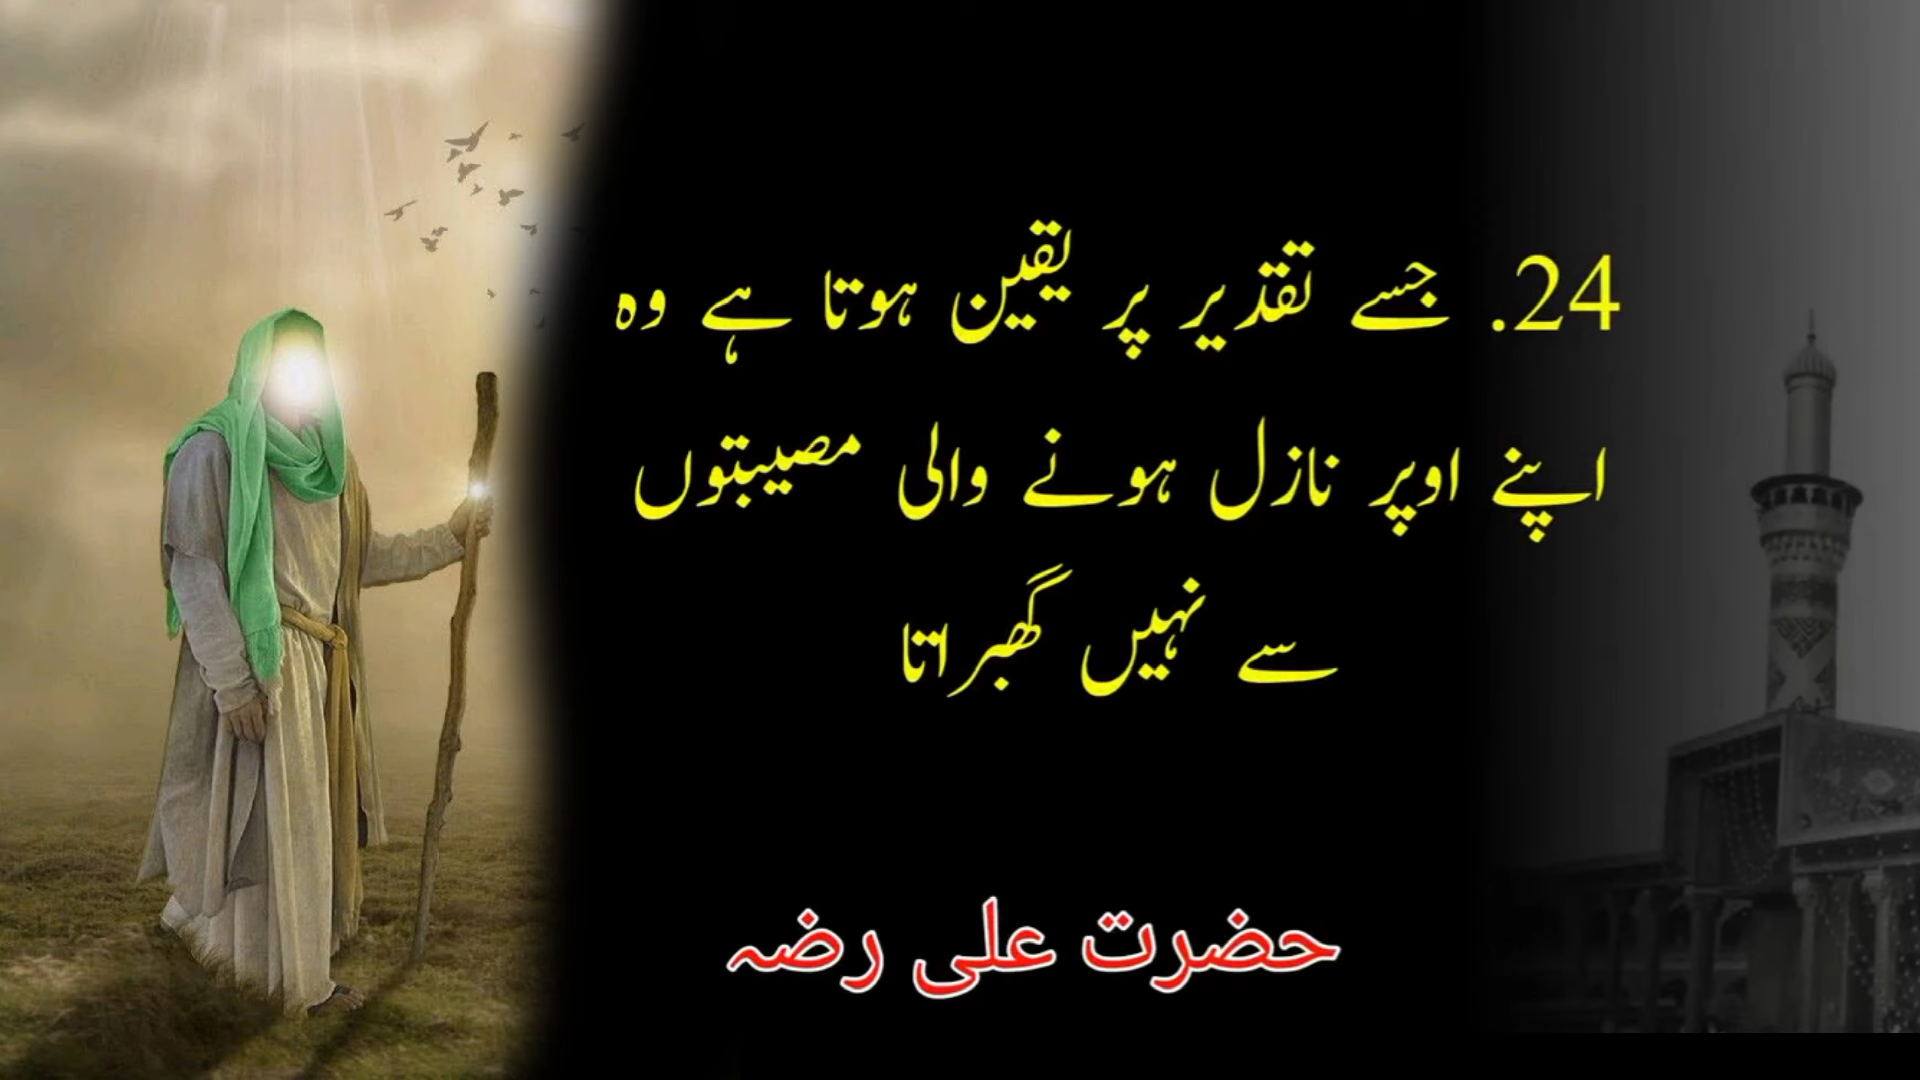 24. جسے تقدیر پر یقین ہوتا ہے وہ
اپنے اوپر نازل ہونے والی مصیبتوں
سے نہیں گھبراتا
حضرت علی رضہ